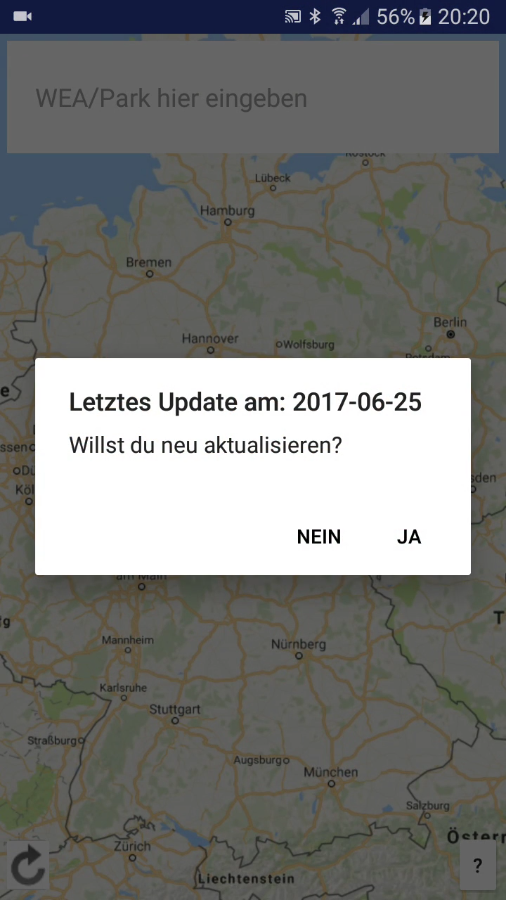 56% 20:20
WEA/Park hier eingeben
Rostock
Lübeck
Hamburg
Bremen
Berlin
Hannover
Wolfsburg
Potsdam
Letztes Update am: 2017-06-25
Willst du neu aktualisieren?
NEIN JA
am Main
Mannheim
Nürnberg
Karlsruhe
Stuttgart
Straßburg
Augsburg
München
Salzburg
Österr
Zürich
?
Liechtenstein